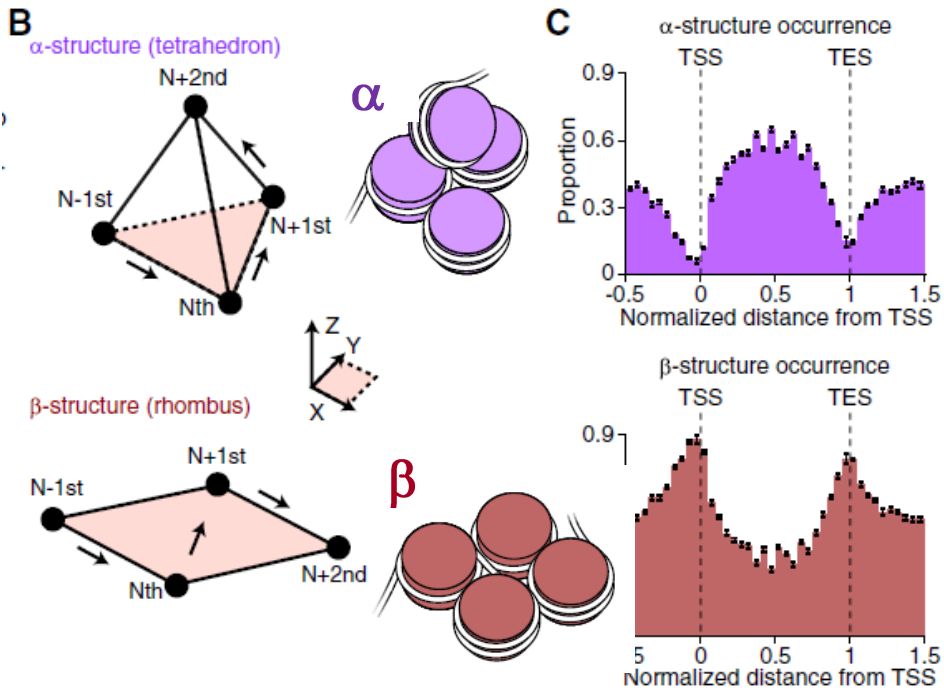 B
α-structure (tetrahedron)
N+2nd
N-1st
N+1st
Nth
α
Z
Y
X
β-structure (rhombus)
N+1st
N-1st
Nth
N+2nd
β
C
α-structure occurrence
TSS
TES
Proportion
0.9
0.6
0.3
0
-0.5
0
0.5
1
1.5
Normalized distance from TSS
β-structure occurrence
TSS
TES
0.9
5
0
0.5
1
1.5
Normalized distance from TSS